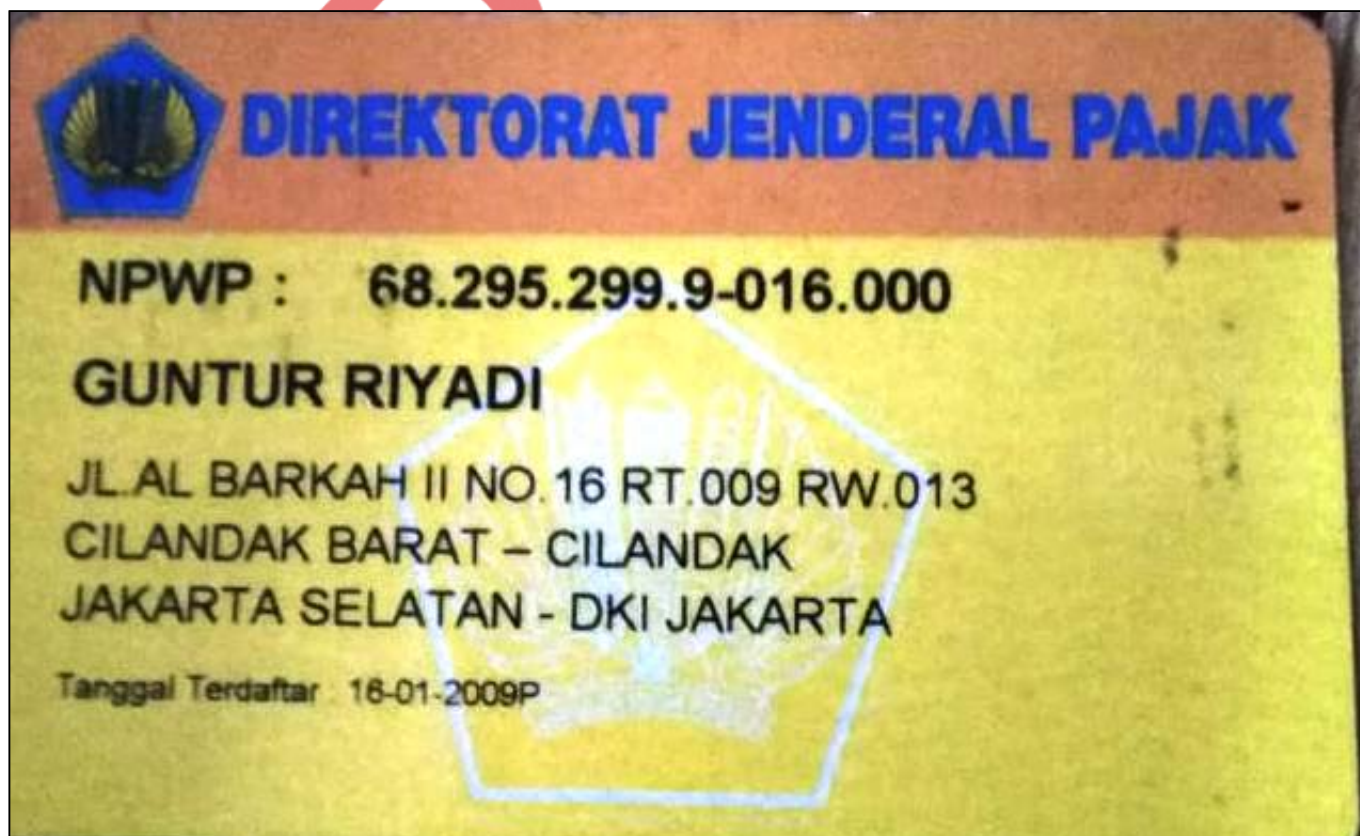 DIREKTORAT JENDERAL PAJAK
NPWP : 68.295.299.9-016.000
GUNTUR RIYADI
JL.AL BARKAH II NO.16 RT.009 RW.013
CILANDAK BARAT – CILANDAK
JAKARTA SELATAN - DKI JAKARTA
Tanggal Terdaftar : 16-01-2009P